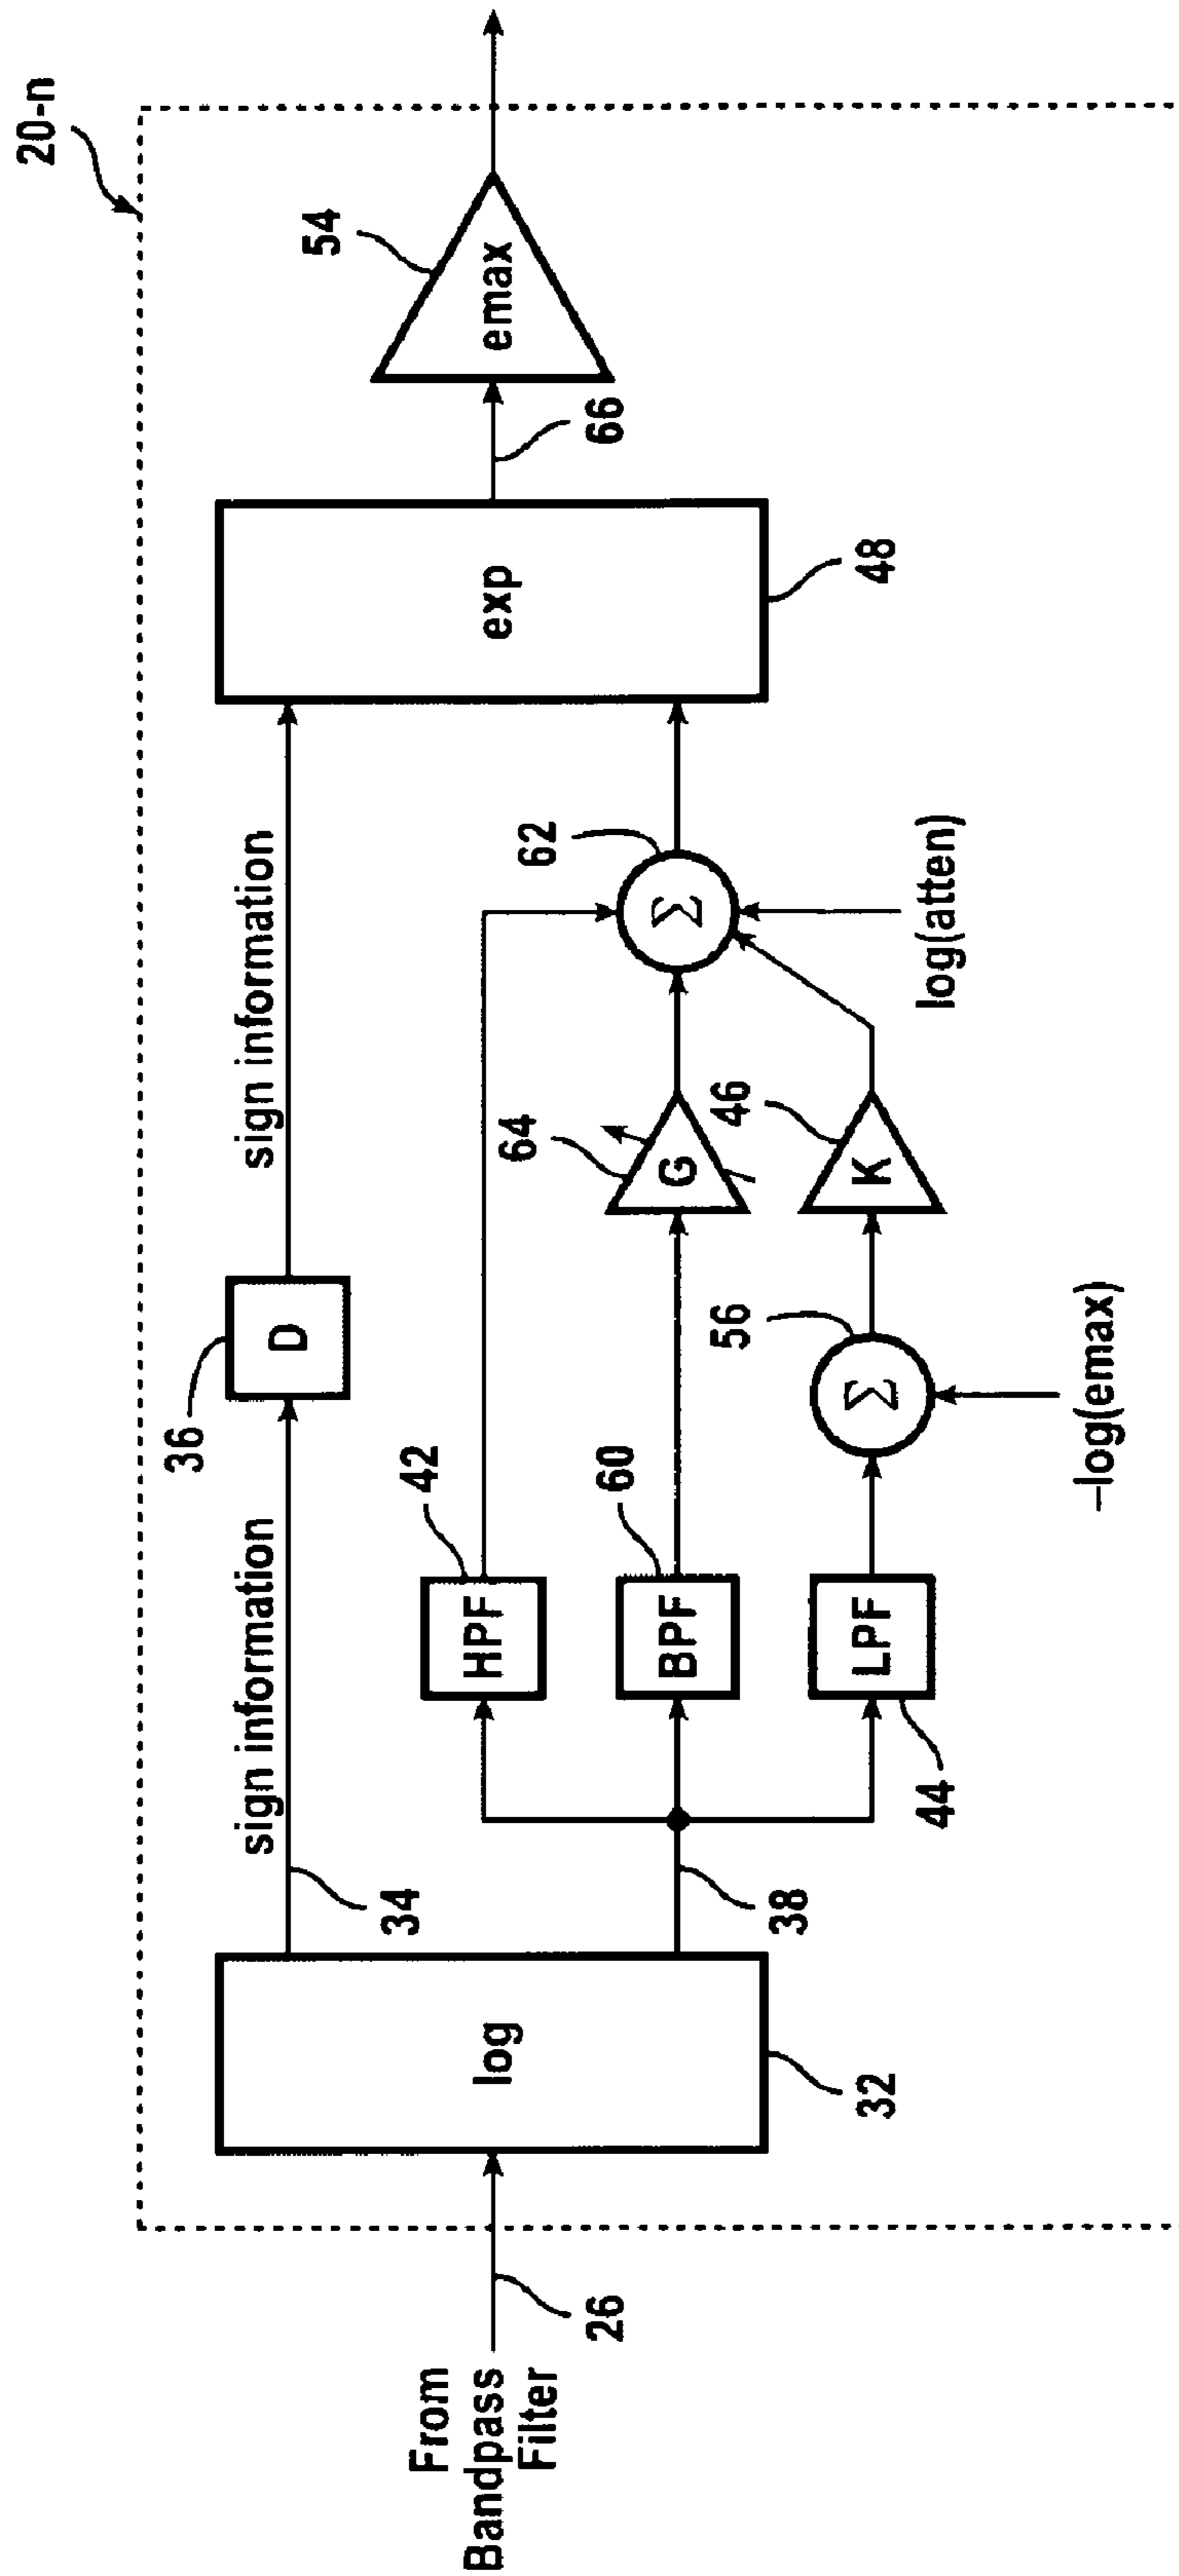 20-n
From
Bandpass
Filter
26
log
32
sign information
34
36
D
sign information
38
HPF
42
BPF
60
LPF
44
Σ
56
–log(emax)
G
64
K
46
Σ
62
log(atten)
exp
48
66
emax
54